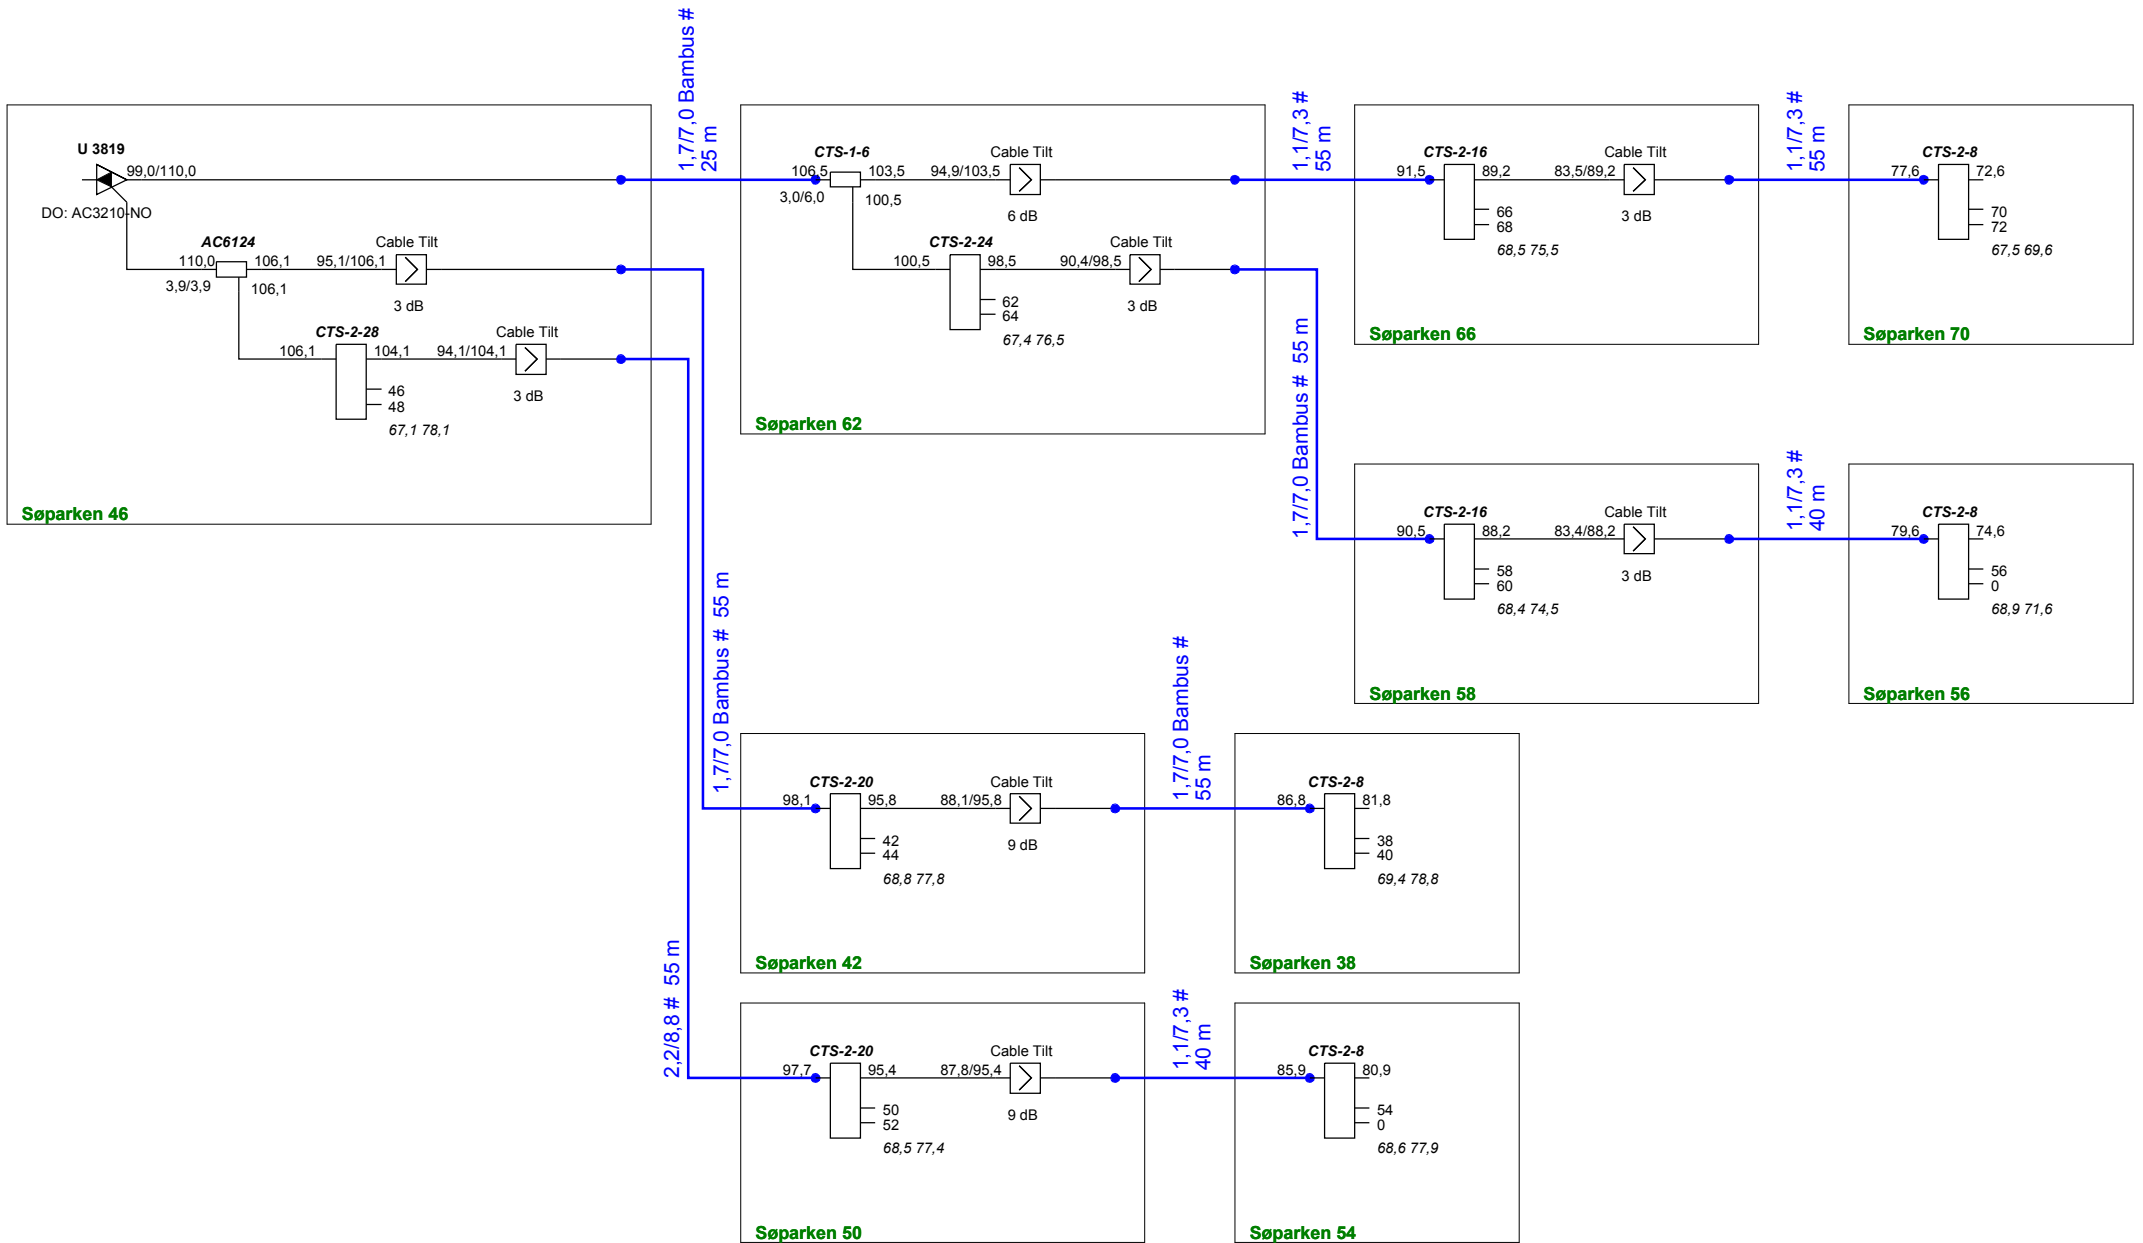 1,7/7,0 Bambus #
25 m
U 3819
99,0/110,0
DO: AC3210-NO
AC6124
110,0
106,1
3,9/3,9
106,1
95,1/106,1
Cable Tilt
3 dB
CTS-2-28
106,1
104,1
94,1/104,1
Cable Tilt
3 dB
46
48
67,1 78,1
Søparken 46
CTS-1-6
106,5
103,5
3,0/6,0
100,5
94,9/103,5
Cable Tilt
6 dB
CTS-2-24
100,5
98,5
90,4/98,5
Cable Tilt
3 dB
62
64
67,4 76,5
Søparken 62
1,1/7,3 #
55 m
CTS-2-16
91,5
89,2
83,5/89,2
Cable Tilt
3 dB
66
68
68,5 75,5
Søparken 66
1,1/7,3 #
55 m
CTS-2-8
77,6
72,6
70
72
67,5 69,6
Søparken 70
1,7/7,0 Bambus # 55 m
CTS-2-16
90,5
88,2
83,4/88,2
Cable Tilt
3 dB
58
60
68,4 74,5
Søparken 58
1,1/7,3 #
40 m
CTS-2-8
79,6
74,6
56
0
68,9 71,6
Søparken 56
1,7/7,0 Bambus # 55 m
CTS-2-20
98,1
95,8
88,1/95,8
Cable Tilt
9 dB
42
44
68,8 77,8
Søparken 42
1,7/7,0 Bambus #
55 m
CTS-2-8
86,8
81,8
38
40
69,4 78,8
Søparken 38
2,2/8,8 # 55 m
CTS-2-20
97,7
95,4
87,8/95,4
Cable Tilt
9 dB
50
52
68,5 77,4
Søparken 50
1,1/7,3 #
40 m
CTS-2-8
85,9
80,9
54
0
68,6 77,9
Søparken 54